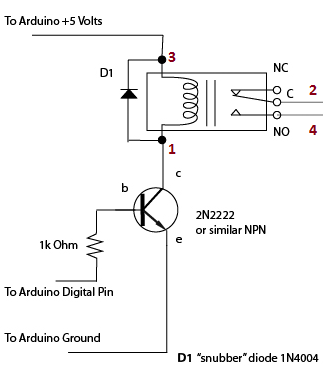 To Arduino +5 Volts
3
D1
NC
C
2
NO
4
1
c
b
2N2222
or similar NPN
1k Ohm
e
To Arduino Digital Pin
To Arduino Ground
D1 "snubber" diode 1N4004